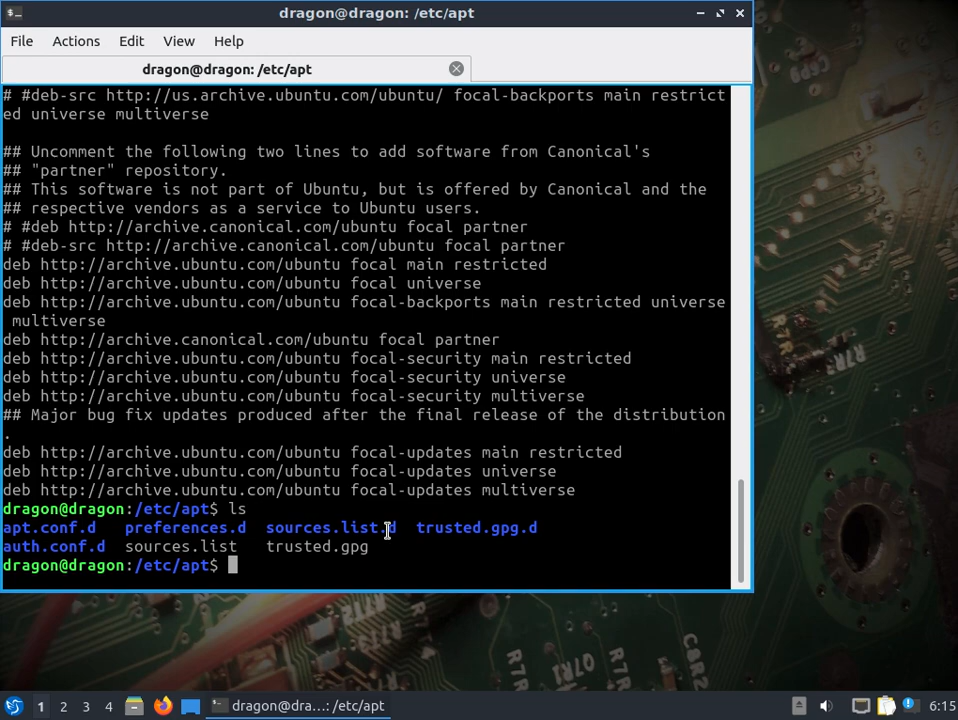 dragon@dragon: /etc/apt
File Actions Edit View Help
dragon@dragon: /etc/apt
# #deb-src http://us.archive.ubuntu.com/ubuntu/ focal-backports main restrict
ed universe multiverse
## Uncomment the following two lines to add software from Canonical's
## "partner" repository.
## This software is not part of Ubuntu, but is offered by Canonical and the
## respective vendors as a service to Ubuntu users.
# #deb http://archive.canonical.com/ubuntu focal partner
# #deb-src http://archive.canonical.com/ubuntu focal partner
deb http://archive.ubuntu.com/ubuntu focal main restricted
deb http://archive.ubuntu.com/ubuntu focal universe
deb http://archive.ubuntu.com/ubuntu focal-backports main restricted universe
multiverse
deb http://archive.canonical.com/ubuntu focal partner
deb http://archive.ubuntu.com/ubuntu focal-security main restricted
deb http://archive.ubuntu.com/ubuntu focal-security universe
deb http://archive.ubuntu.com/ubuntu focal-security multiverse
## Major bug fix updates produced after the final release of the distribution
.
deb http://archive.ubuntu.com/ubuntu focal-updates main restricted
deb http://archive.ubuntu.com/ubuntu focal-updates universe
deb http://archive.ubuntu.com/ubuntu focal-updates multiverse
dragon@dragon:/etc/apt$ ls
apt.conf.d preferences.d sources.list.d trusted.gpg.d
auth.conf.d sources.list trusted.gpg
dragon@dragon:/etc/apt$
R7R
C8R2
R7R1
Q7R1
R7R
1 2 3 4 dragon@dra...: /etc/apt 6:15